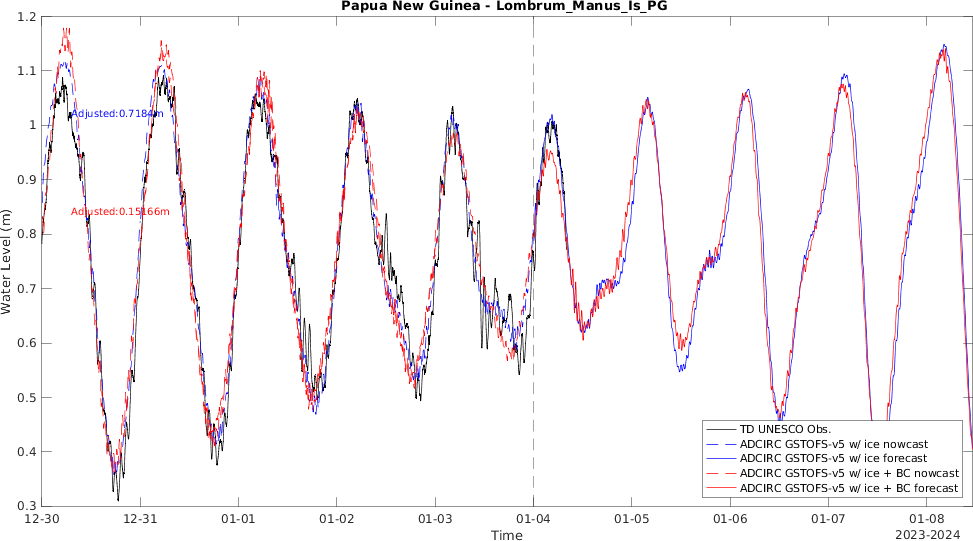 Papua New Guinea - Lombrum_Manus_Is_PG
Water Level (m)
1.2
1.1
1
0.9
0.8
0.7
0.6
0.5
0.4
0.3
Adjusted:0.7184m
Adjusted:0.15166m
TD UNESCO Obs.
ADCIRC GSTOFS-v5 w/ ice nowcast
ADCIRC GSTOFS-v5 w/ ice forecast
ADCIRC GSTOFS-v5 w/ ice + BC nowcast
ADCIRC GSTOFS-v5 w/ ice + BC forecast
12-30 12-31 01-01 01-02 01-03 01-04 01-05 01-06 01-07 01-08
Time
2023-2024